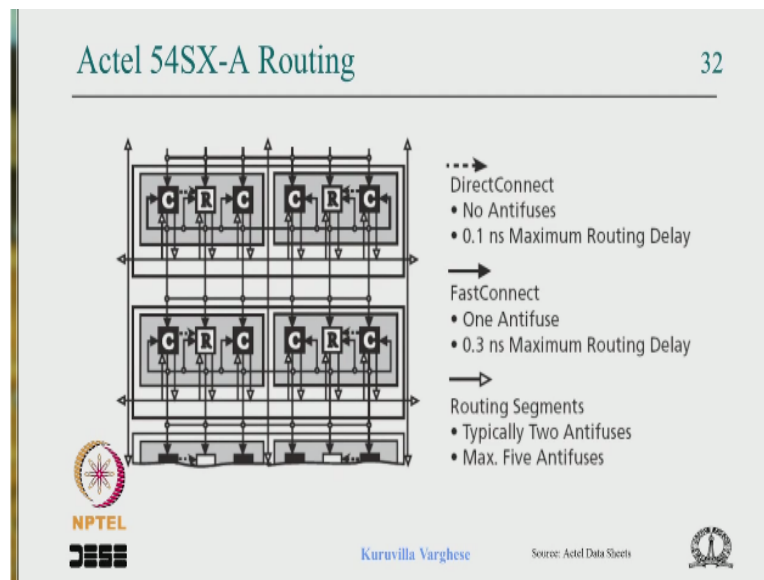 Actel 54SX-A Routing
32
C R C C R C
C R C C R C
DirectConnect
• No Antifuses
• 0.1 ns Maximum Routing Delay
FastConnect
• One Antifuse
• 0.3 ns Maximum Routing Delay
Routing Segments
• Typically Two Antifuses
• Max. Five Antifuses
NPTEL
DESE
Kuruvilla Varghese
Source: Actel Data Sheets